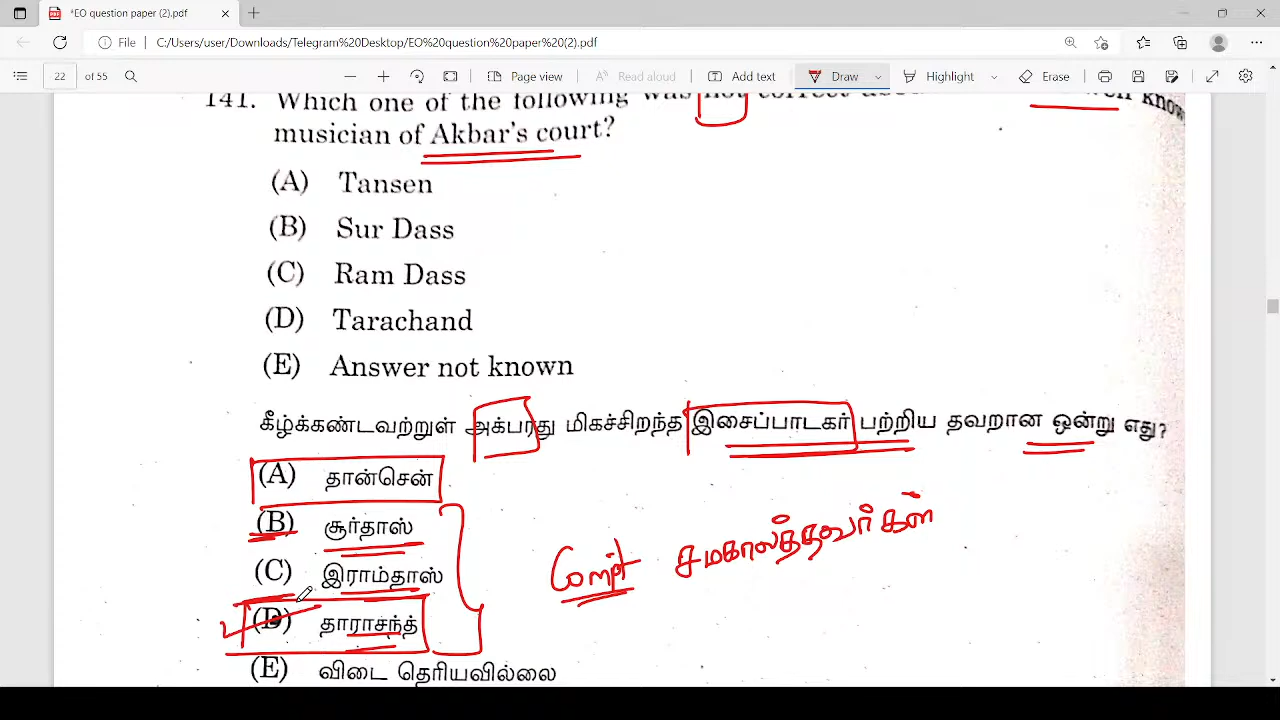 *EO question paper (2).pdf
File C:/Users/user/Downloads/Telegram%20Desktop/EO%20question%20paper%20(2).pdf
22 of 55 Page view Read aloud Add text Draw Highlight Erase
141. Which one of the following was not correct know
musician of Akbar's court?
(A) Tansen
(B) Sur Dass
(C) Ram Dass
(D) Tarachand
(E) Answer not known
கீழ்க்கண்டவற்றுள் அக்பரது மிகச்சிறந்த இசைப்பாடகர் பற்றிய தவறான ஒன்று எது?
(A) தான்சென்
(B) சூர்தாஸ்
சமகாலத்தவர்கள்
(C) இராம்தாஸ்
(D) தாராசந்த்
(E) விடை தெரியவில்லை